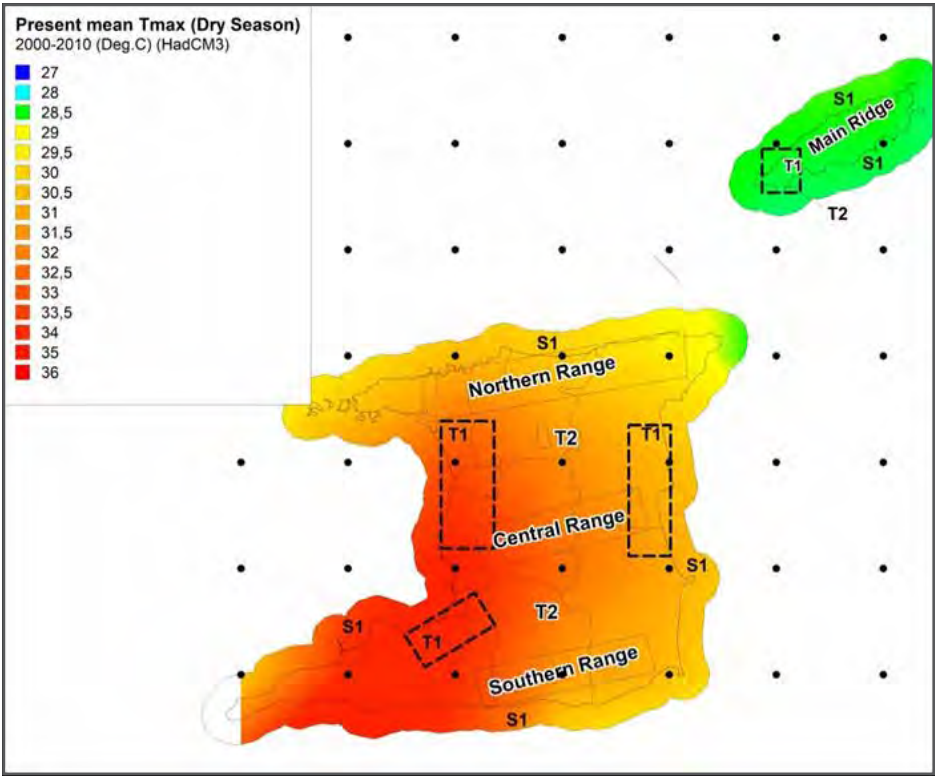 Present mean Tmax (Dry Season)
2000-2010 (Deg.C) (HadCM3)
27
28
28,5
29
29,5
30
30,5
31
31,5
32
32,5
33
33,5
34
35
36
S1
Main Ridge
T1
S1
T2
S1
Northern Range
T1
T2
T1
Central Range
S1
T2
S1
T1
Southern Range
S1